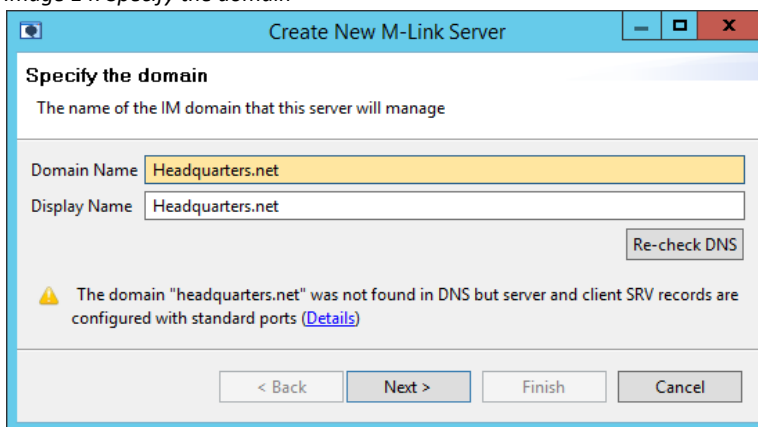 Create New M-Link Server
Specify the domain
The name of the IM domain that this server will manage
Domain Name Headquarters.net
Display Name Headquarters.net
Re-check DNS
The domain "headquarters.net" was not found in DNS but server and client SRV records are
configured with standard ports (Details)
< Back Next > Finish Cancel